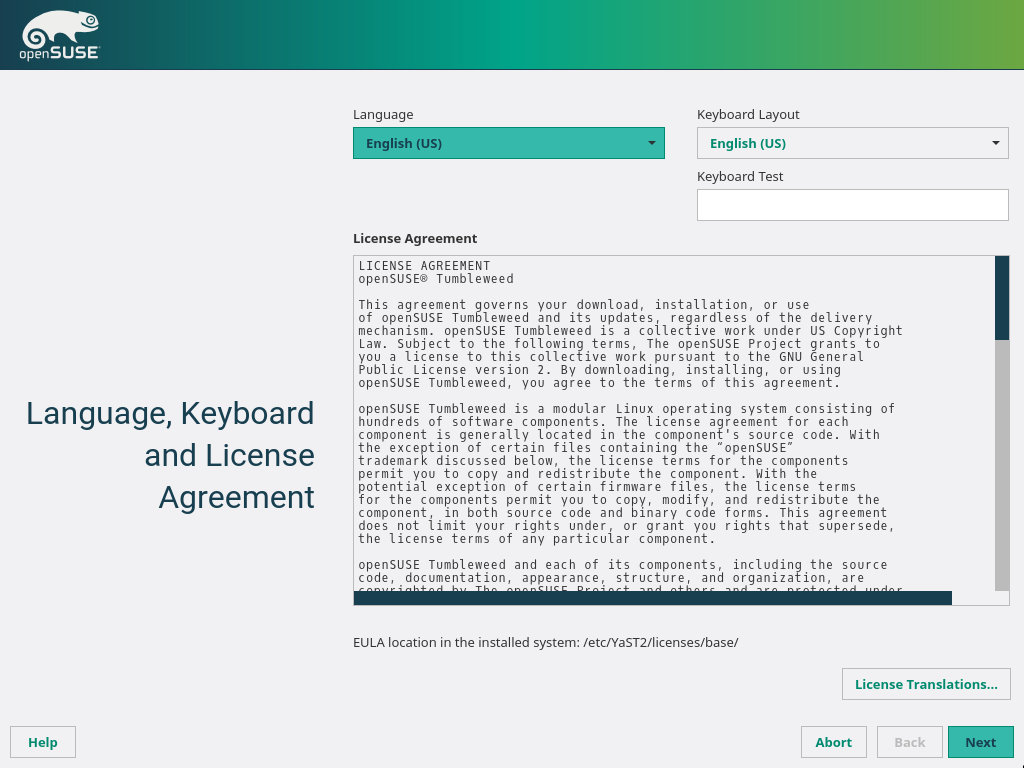 openSUSE
Language
Keyboard Layout
English (US)
English (US)
Keyboard Test
License Agreement
LICENSE AGREEMENT
openSUSE® Tumbleweed
This agreement governs your download, installation, or use
of openSUSE Tumbleweed and its updates, regardless of the delivery
mechanism. openSUSE Tumbleweed is a collective work under US Copyright
Law. Subject to the following terms, The openSUSE Project grants to
you a license to this collective work pursuant to the GNU General
Public License version 2. By downloading, installing, or using
openSUSE Tumbleweed, you agree to the terms of this agreement.
openSUSE Tumbleweed is a modular Linux operating system consisting of
hundreds of software components. The license agreement for each
component is generally located in the component's source code. With
the exception of certain files containing the “openSUSE”
trademark discussed below, the license terms for the components
permit you to copy and redistribute the component. With the
potential exception of certain firmware files, the license terms
for the components permit you to copy, modify, and redistribute the
component, in both source code and binary code forms. This agreement
does not limit your rights under, or grant you rights that supersede,
the license terms of any particular component.
openSUSE Tumbleweed and each of its components, including the source
code, documentation, appearance, structure, and organization, are
copyrighted by The openSUSE Project and others and are protected under
Language, Keyboard
and License
Agreement
EULA location in the installed system: /etc/YaST2/licenses/base/
License Translations...
Help
Abort
Back
Next